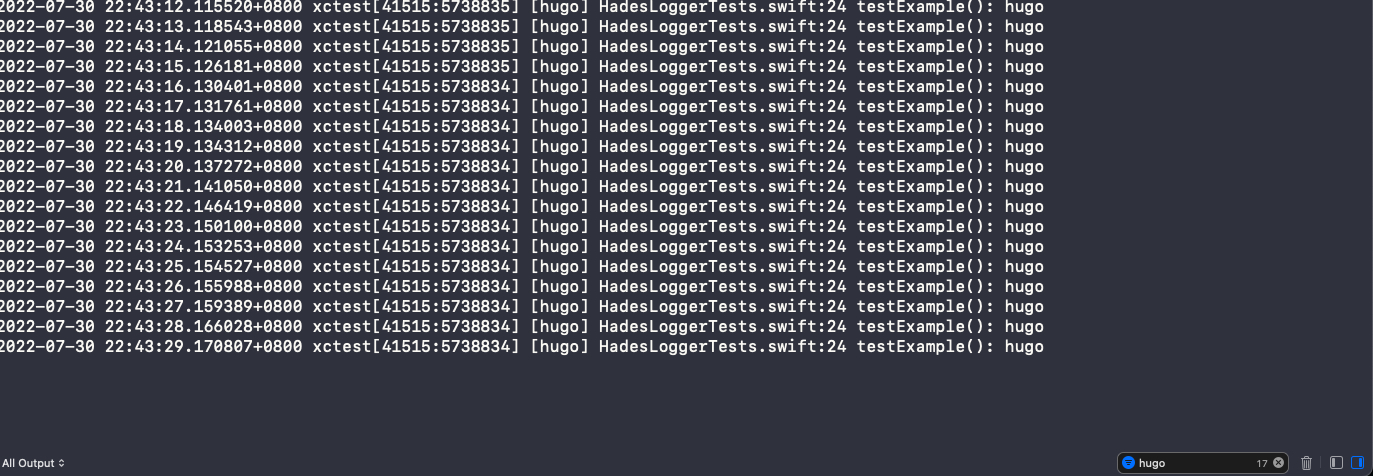 2022-07-30 22:43:12.115520+0800 xctest[41515:5738835] [hugo] HadesLoggerTests.swift:24 testExample(): hugo
2022-07-30 22:43:13.118543+0800 xctest[41515:5738835] [hugo] HadesLoggerTests.swift:24 testExample(): hugo
2022-07-30 22:43:14.121055+0800 xctest[41515:5738835] [hugo] HadesLoggerTests.swift:24 testExample(): hugo
2022-07-30 22:43:15.126181+0800 xctest[41515:5738835] [hugo] HadesLoggerTests.swift:24 testExample(): hugo
2022-07-30 22:43:16.130401+0800 xctest[41515:5738834] [hugo] HadesLoggerTests.swift:24 testExample(): hugo
2022-07-30 22:43:17.131761+0800 xctest[41515:5738834] [hugo] HadesLoggerTests.swift:24 testExample(): hugo
2022-07-30 22:43:18.134003+0800 xctest[41515:5738834] [hugo] HadesLoggerTests.swift:24 testExample(): hugo
2022-07-30 22:43:19.134312+0800 xctest[41515:5738834] [hugo] HadesLoggerTests.swift:24 testExample(): hugo
2022-07-30 22:43:20.137272+0800 xctest[41515:5738834] [hugo] HadesLoggerTests.swift:24 testExample(): hugo
2022-07-30 22:43:21.141050+0800 xctest[41515:5738834] [hugo] HadesLoggerTests.swift:24 testExample(): hugo
2022-07-30 22:43:22.146419+0800 xctest[41515:5738834] [hugo] HadesLoggerTests.swift:24 testExample(): hugo
2022-07-30 22:43:23.150100+0800 xctest[41515:5738834] [hugo] HadesLoggerTests.swift:24 testExample(): hugo
2022-07-30 22:43:24.153253+0800 xctest[41515:5738834] [hugo] HadesLoggerTests.swift:24 testExample(): hugo
2022-07-30 22:43:25.154527+0800 xctest[41515:5738834] [hugo] HadesLoggerTests.swift:24 testExample(): hugo
2022-07-30 22:43:26.155988+0800 xctest[41515:5738834] [hugo] HadesLoggerTests.swift:24 testExample(): hugo
2022-07-30 22:43:27.159389+0800 xctest[41515:5738834] [hugo] HadesLoggerTests.swift:24 testExample(): hugo
2022-07-30 22:43:28.166028+0800 xctest[41515:5738834] [hugo] HadesLoggerTests.swift:24 testExample(): hugo
2022-07-30 22:43:29.170807+0800 xctest[41515:5738834] [hugo] HadesLoggerTests.swift:24 testExample(): hugo
All Output hugo 17